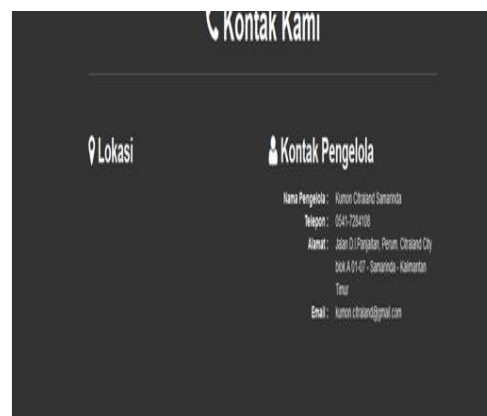 Kontak Kami
Lokasi
Kontak Pengelola
Nama Pengelola : Kumon Citraland Samarinda
Telepon : 0541-7284108
Alamat : Jalan D.I Panjaitan, Perum. Citraland City
blok A 01-07 - Samarinda - Kalimantan
Timur
Email : kumon.citraland@gmail.com